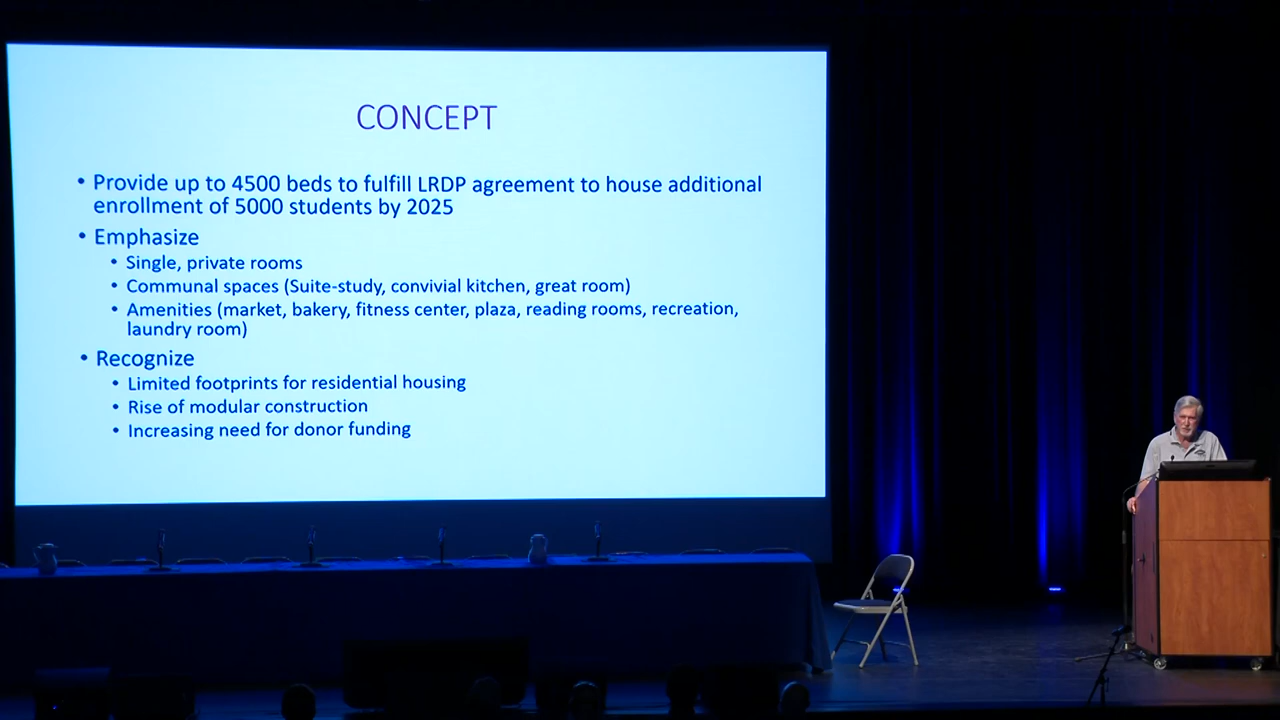 CONCEPT
• Provide up to 4500 beds to fulfill LRDP agreement to house additional
enrollment of 5000 students by 2025
• Emphasize
• Single, private rooms
• Communal spaces (Suite-study, convivial kitchen, great room)
• Amenities (market, bakery, fitness center, plaza, reading rooms, recreation,
laundry room)
• Recognize
• Limited footprints for residential housing
• Rise of modular construction
• Increasing need for donor funding